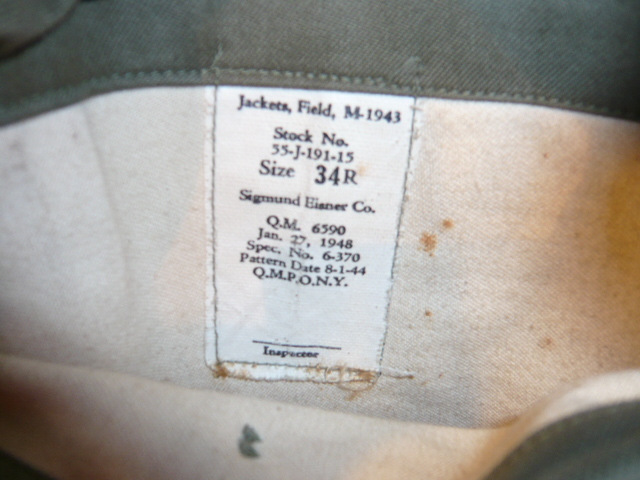 Jackets, Field, M-1943
Stock No.
55-J-191-15
Size 34R
Sigmund Eisner Co.
Q.M. 6590
Jan. 27, 1948
Spec. No. 6-370
Pattern Date 8-1-44
Q.M.P.O.N.Y.
Inspector